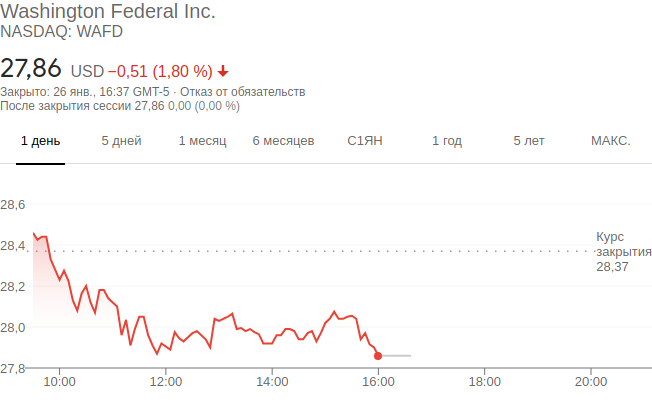 Washington Federal Inc.
NASDAQ: WAFD
27,86 USD −0,51 (1,80 %)
Закрыто: 26 янв., 16:37 GMT-5 · Отказ от обязательств
После закрытия сессии 27,86 0,00 (0,00 %)
1 день 5 дней 1 месяц 6 месяцев С1ЯН 1 год 5 лет МАКС.
28,6
28,4
28,2
28,0
27,8
Курс
закрытия
28,37
10:00 12:00 14:00 16:00 18:00 20:00